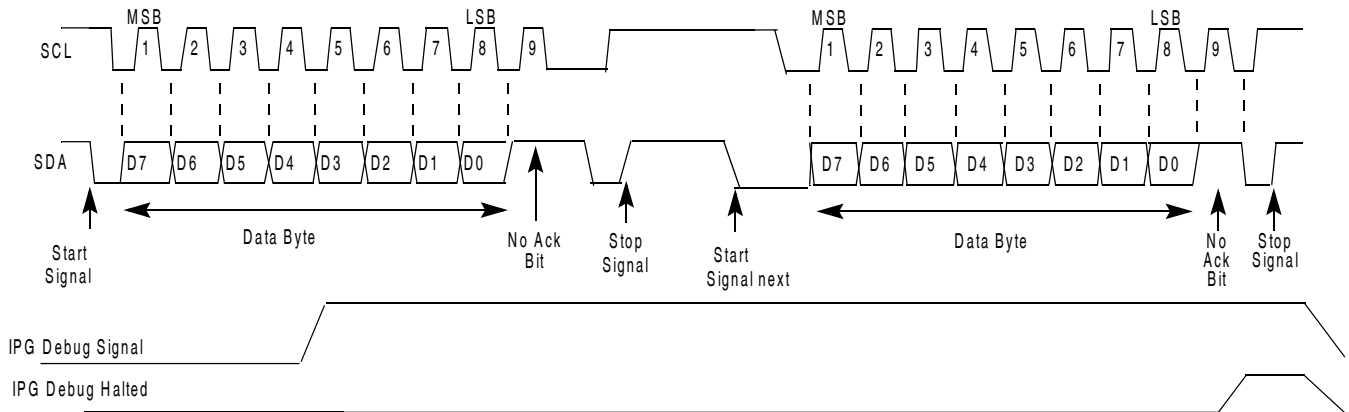 MSB LSB MSB LSB
SCL 1 2 3 4 5 6 7 8 9 1 2 3 4 5 6 7 8 9
SDA D7 D6 D5 D4 D3 D2 D1 D0 D7 D6 D5 D4 D3 D2 D1 D0
Start
Signal
Data Byte
No Ack
Bit
Stop
Signal
Start
Signal next
Data Byte
No
Ack
Bit
Stop
Signal
IPG Debug Signal
IPG Debug Halted